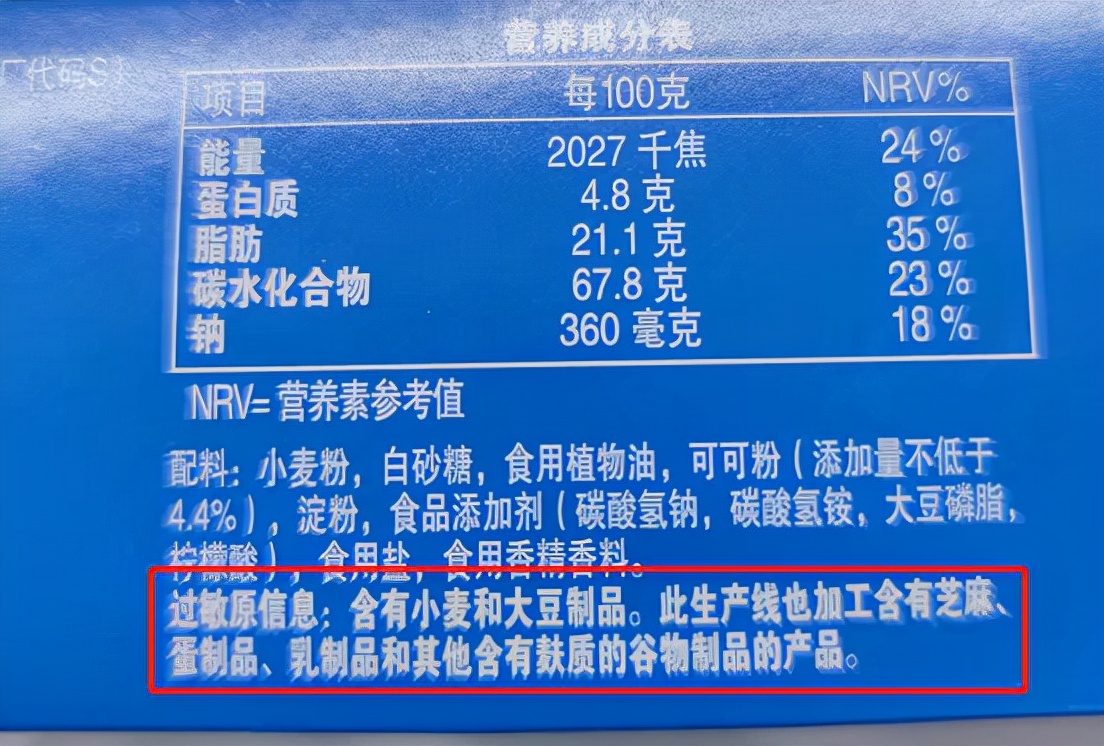 营养成分表
厂代码S
项目 每100克 NRV%
能量 2027 千焦 24 %
蛋白质 4.8 克 8 %
脂肪 21.1 克 35 %
碳水化合物 67.8 克 23 %
钠 360 毫克 18 %
NRV= 营养素参考值
配料: 小麦粉, 白砂糖, 食用植物油, 可可粉 ( 添加量不低于
4.4% ) , 淀粉, 食品添加剂 ( 碳酸氢钠, 碳酸氢铵, 大豆磷脂,
柠檬酸 ) , 食用盐, 食用香精香料。
过敏原信息: 含有小麦和大豆制品。此生产线也加工含有芝麻、
蛋制品、乳制品和其他含有麸质的谷物制品的产品。